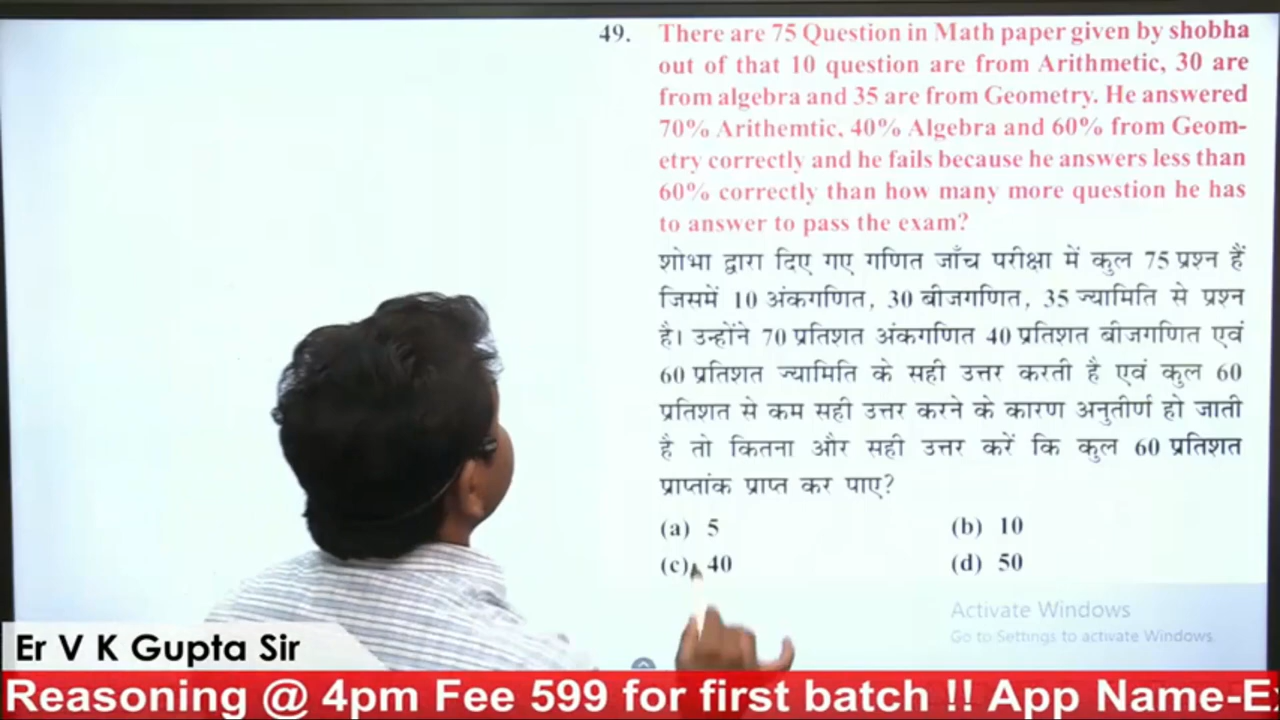 49. There are 75 Question in Math paper given by shobha
out of that 10 question are from Arithmetic, 30 are
from algebra and 35 are from Geometry. He answered
70% Arithemtic, 40% Algebra and 60% from Geom-
etry correctly and he fails because he answers less than
60% correctly than how many more question he has
to answer to pass the exam?
शोभा द्वारा दिए गए गणित जाँच परीक्षा में कुल 75 प्रश्न हैं
जिसमें 10 अंकगणित, 30 बीजगणित, 35 ज्यामिति से प्रश्न
है। उन्होंने 70 प्रतिशत अंकगणित 40 प्रतिशत बीजगणित एवं
60 प्रतिशत ज्यामिति के सही उत्तर करती है एवं कुल 60
प्रतिशत से कम सही उत्तर करने के कारण अनुतीर्ण हो जाती
है तो कितना और सही उत्तर करें कि कुल 60 प्रतिशत
प्राप्तांक प्राप्त कर पाए?
(a) 5 (b) 10
(c) 40 (d) 50
Activate Windows
Go to Settings to activate Windows.
Er V K Gupta Sir
Reasoning @ 4pm Fee 599 for first batch !! App Name-Ex